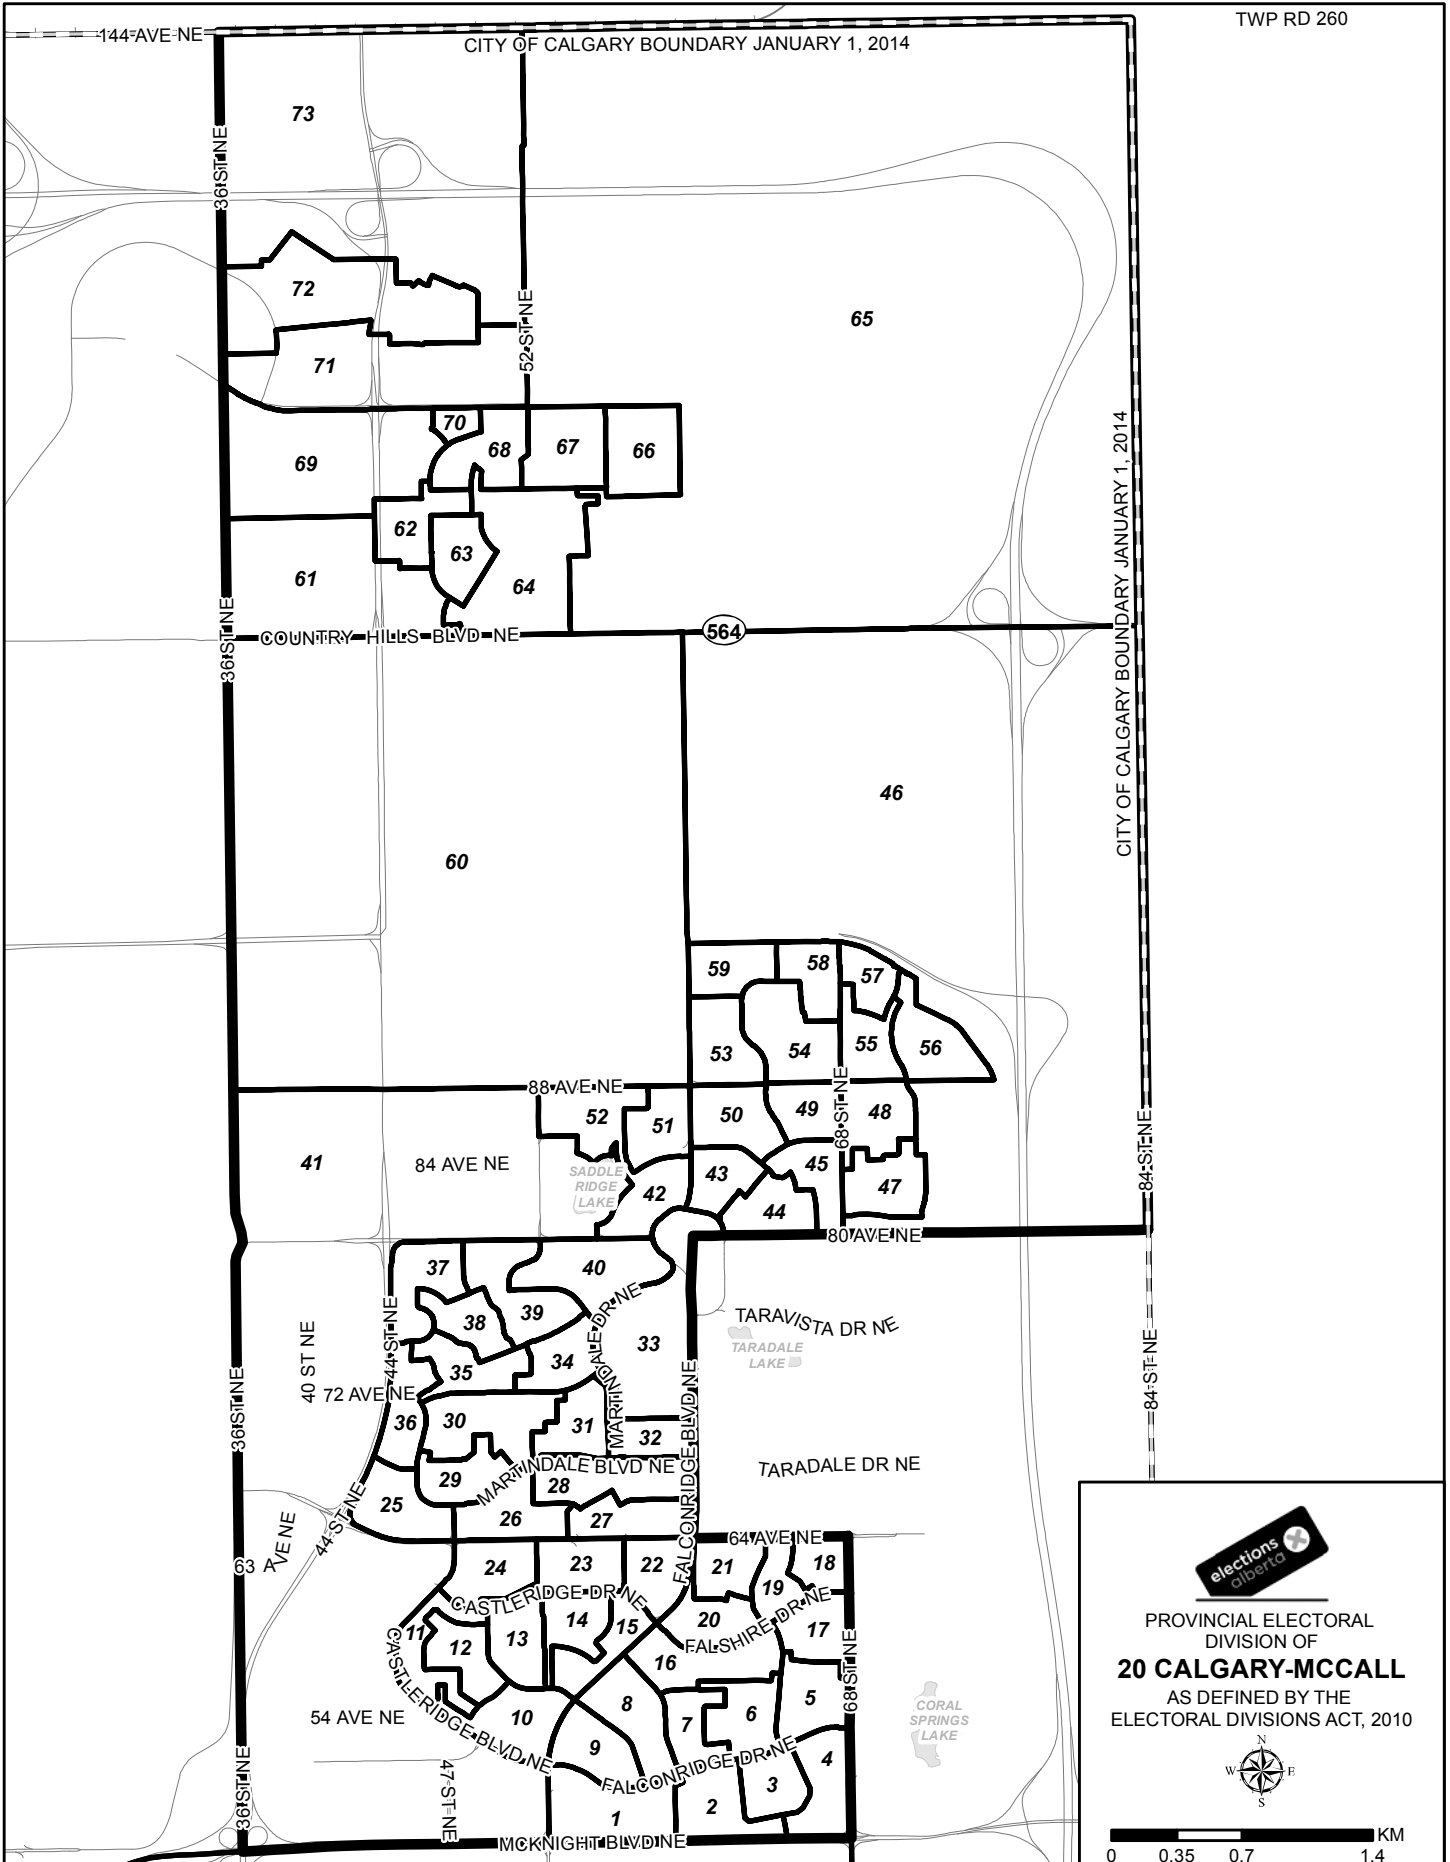 144 AVE NE
TWP RD 260
CITY OF CALGARY BOUNDARY JANUARY 1, 2014
73
36 ST NE
72
52 ST NE
65
71
70
69
68
67
66
CITY OF CALGARY BOUNDARY JANUARY 1, 2014
62
63
61
64
36 ST NE
COUNTRY HILLS BLVD NE
564
46
60
59
58
57
53
54
55
56
88 AVE NE
52
51
50
49
68 ST NE
48
41
84 AVE NE
SADDLE
RIDGE
LAKE
42
43
45
44
47
84 ST NE
80 AVE NE
37
40
38
39
MARTINDALE DR NE
33
TARAVISTA DR NE
TARADALE
LAKE
40 ST NE
44 ST NE
35
34
72 AVE NE
84 ST NE
36 ST NE
36
30
31
32
FALCONRIDGE BLVD NE
29
MARTINDALE BLVD NE
TARADALE DR NE
28
25
26
27
44 ST NE
63 AVE NE
64 AVE NE
24
23
22
21
19
18
CASTLERIDGE DR NE
20
FALSHIRE DR NE
17
11
12
13
14
15
16
68 ST NE
CASTLERIDGE BLVD NE
54 AVE NE
10
8
7
6
5
CORAL
SPRINGS
LAKE
9
FALCONRIDGE DR NE
4
3
36 ST NE
47 ST NE
1
2
MCKNIGHT BLVD NE
elections
alberta
PROVINCIAL ELECTORAL
DIVISION OF
20 CALGARY-MCCALL
AS DEFINED BY THE
ELECTORAL DIVISIONS ACT, 2010
N
W
E
S
KM
0 0.35 0.7 1.4